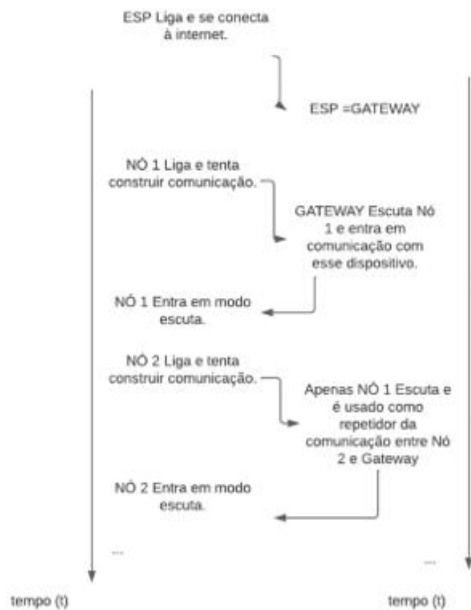 ESP Liga e se conecta
à internet.
ESP =GATEWAY
NÓ 1 Liga e tenta
construir comunicação.
GATEWAY Escuta Nó
1 e entra em
comunicação com
esse dispositivo.
NÓ 1 Entra em modo
escuta.
NÓ 2 Liga e tenta
construir comunicação.
Apenas NÓ 1 Escuta e
é usado como
repetidor da
comunicação entre Nó
2 e Gateway
NÓ 2 Entra em modo
escuta.
...
...
tempo (t)
tempo (t)